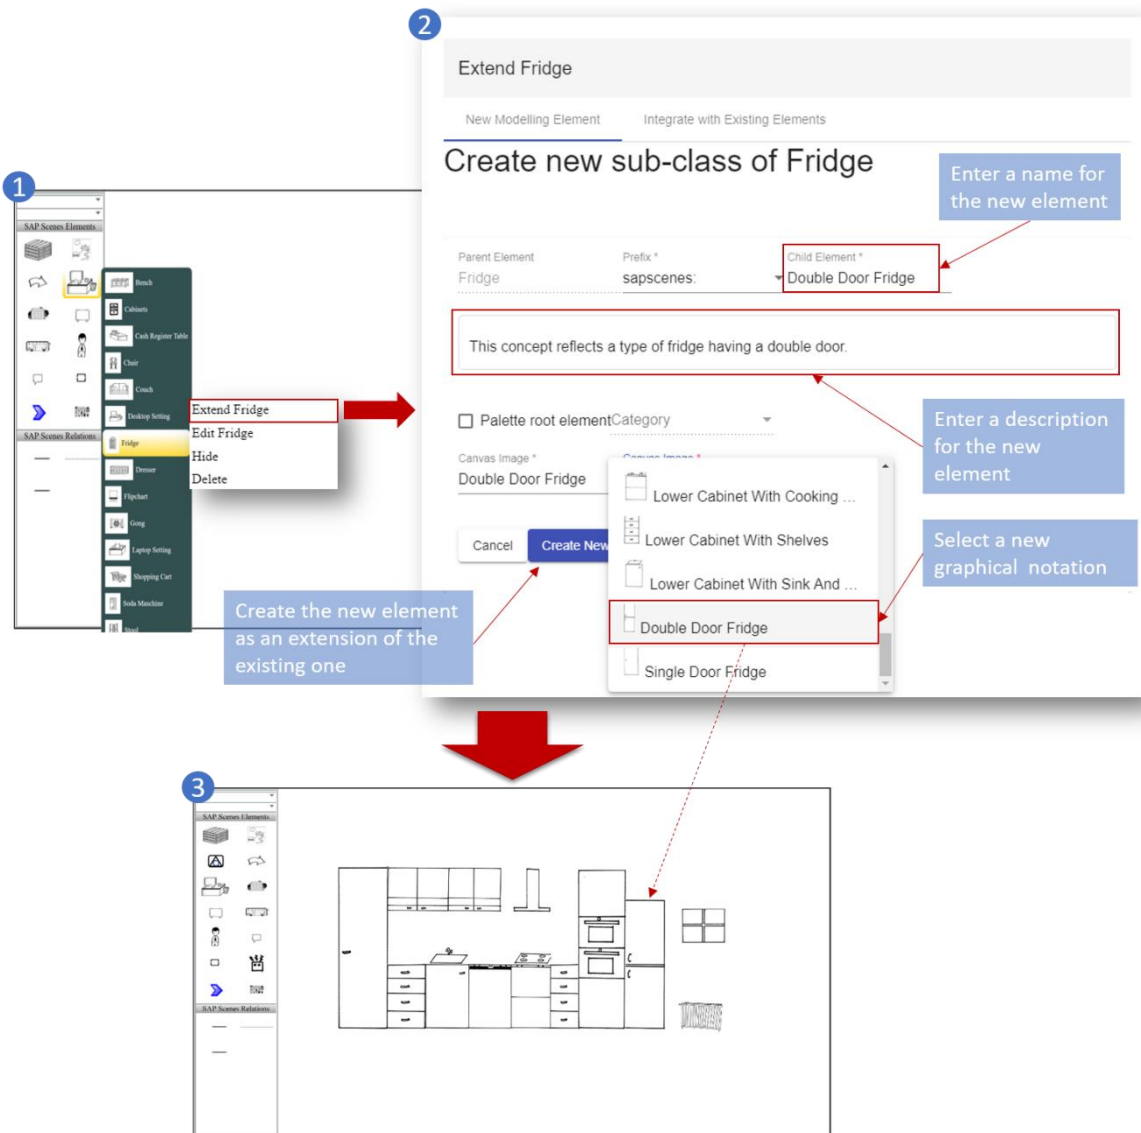 1
SAP Scenes Elements
Bench
Cabinets
Cash Register Table
Chair
Couch
Desktop Setting
Fridge
Dresser
Flipchart
Gong
Laptop Setting
Shopping Cart
Soda Maschine
Stool
SAP Scenes Relations
Extend Fridge
Edit Fridge
Hide
Delete
2
Extend Fridge
New Modelling Element
Integrate with Existing Elements
Create new sub-class of Fridge
Enter a name for
the new element
Parent Element
Prefix *
Child Element *
Fridge
sapscenes:
Double Door Fridge
This concept reflects a type of fridge having a double door.
Enter a description
for the new
element
Palette root element
Category
Canvas Image *
Canvas Image *
Double Door Fridge
Lower Cabinet With Cooking ...
Lower Cabinet With Shelves
Lower Cabinet With Sink And ...
Double Door Fridge
Single Door Fridge
Select a new
graphical notation
Cancel
Create New
Create the new element
as an extension of the
existing one
3
SAP Scenes Elements
SAP Scenes Relations